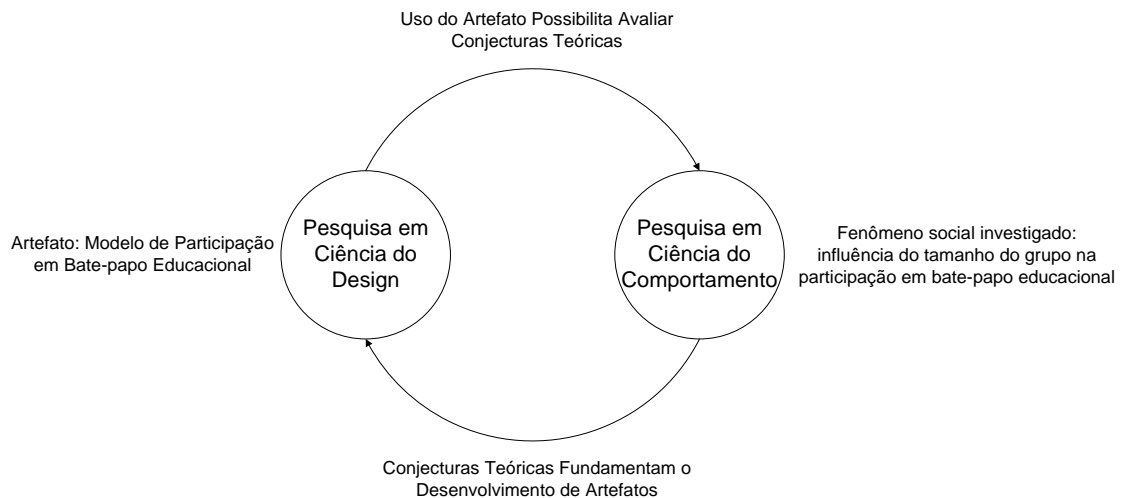 Uso do Artefato Possibilita Avaliar
Conjecturas Teóricas
Artefato: Modelo de Participação
em Bate-papo Educacional
Pesquisa em
Ciência do
Design
Pesquisa em
Ciência do
Comportamento
Fenômeno social investigado:
influência do tamanho do grupo na
participação em bate-papo educacional
Conjecturas Teóricas Fundamentam o
Desenvolvimento de Artefatos